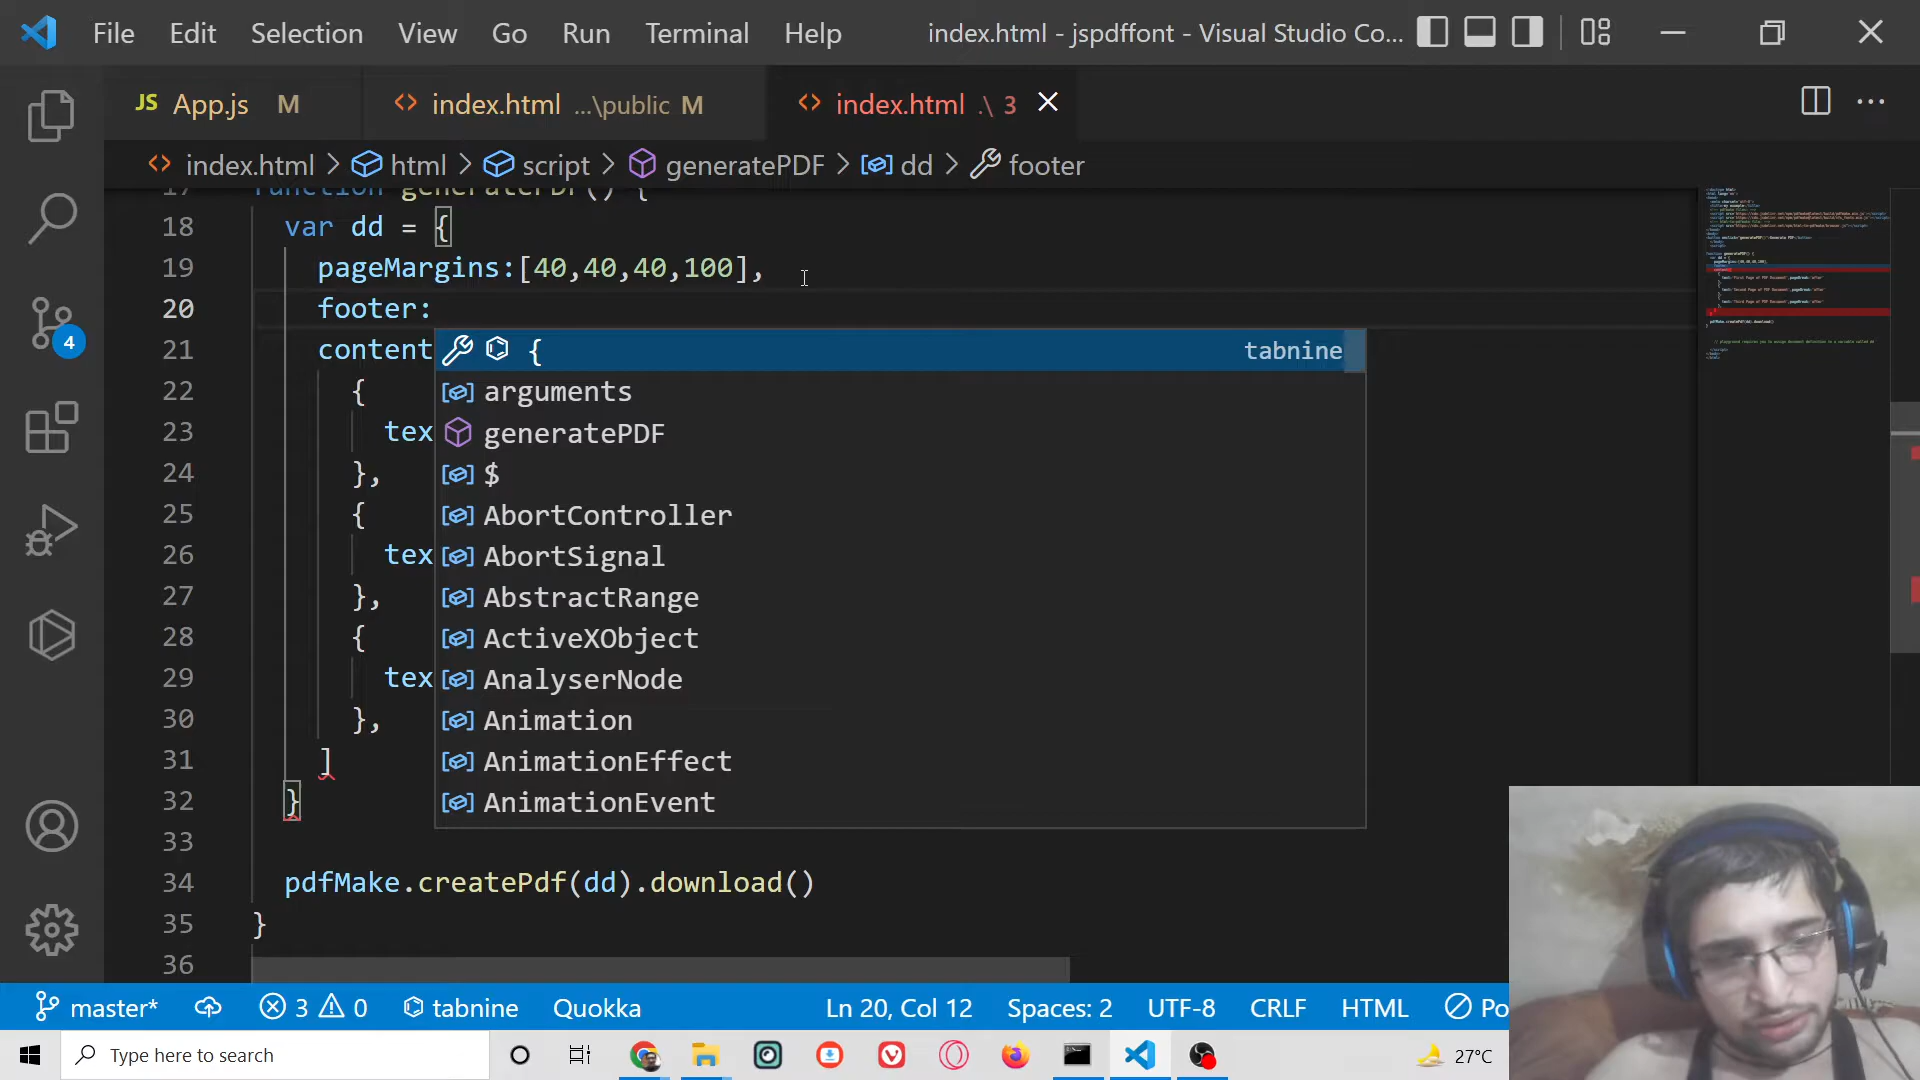 File Edit Selection View Go Run Terminal Help index.html - jspdffont - Visual Studio Co...
JS App.js M index.html ...\public M index.html .\ 3
index.html > html > script > generatePDF > dd > footer
17 function generatePDF() {
18 var dd = {
19 pageMargins:[40,40,40,100],
20 footer:
21 content { tabnine
22 { arguments
23 tex generatePDF
24 }, $
25 { AbortController
26 tex AbortSignal
27 }, AbstractRange
28 { ActiveXObject
29 tex AnalyserNode
30 }, Animation
31 ] AnimationEffect
32 } AnimationEvent
33
34 pdfMake.createPdf(dd).download()
35 }
36
4
master* 3 0 tabnine Quokka Ln 20, Col 12 Spaces: 2 UTF-8 CRLF HTML Po
Type here to search 27°C